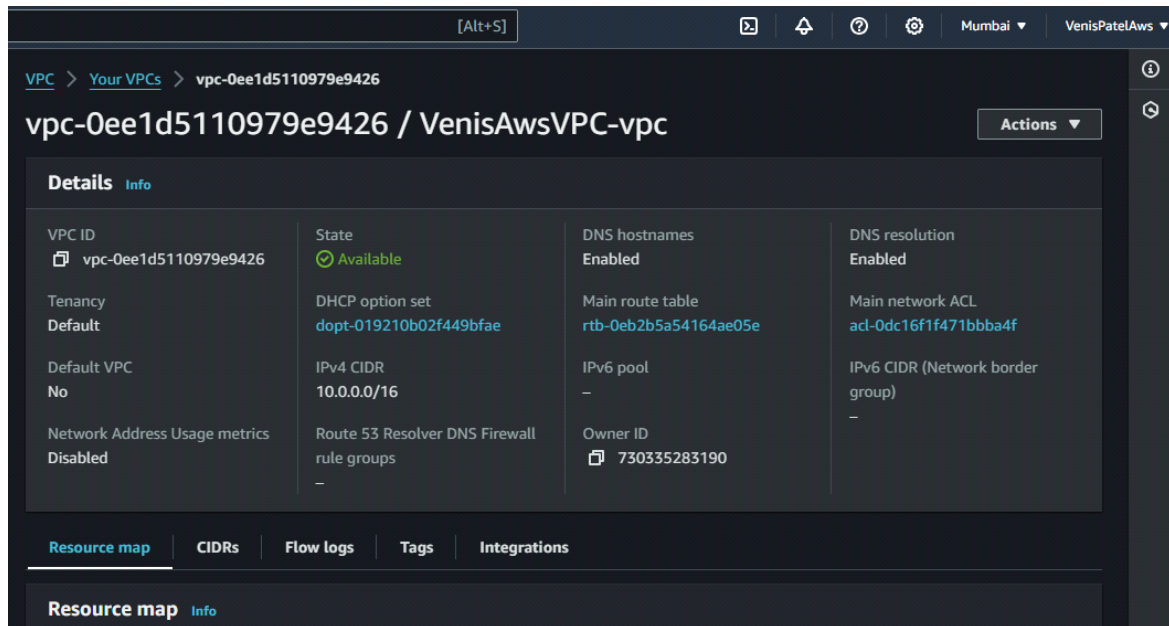 [Alt+S] Mumbai ▼ VenisPatelAws ▼
VPC > Your VPCs > vpc-0ee1d5110979e9426
vpc-0ee1d5110979e9426 / VenisAwsVPC-vpc
Actions ▼
Details Info
VPC ID State DNS hostnames DNS resolution
vpc-0ee1d5110979e9426 Available Enabled Enabled
Tenancy DHCP option set Main route table Main network ACL
Default dopt-019210b02f449bfae rtb-0eb2b5a54164ae05e acl-0dc16f1f471bbba4f
Default VPC IPv4 CIDR IPv6 pool IPv6 CIDR (Network border
No 10.0.0.0/16 – group)
–
Network Address Usage metrics Route 53 Resolver DNS Firewall Owner ID
Disabled rule groups 730335283190
–
Resource map CIDRs Flow logs Tags Integrations
Resource map Info